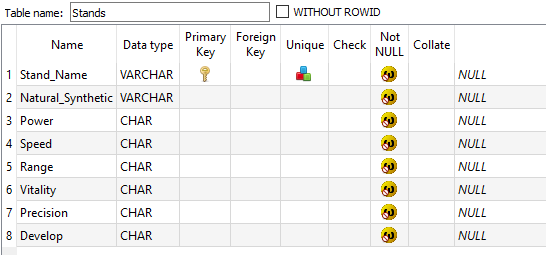 Table name: Stands WITHOUT ROWID
Name Data type Primary Key Foreign Key Unique Check Not NULL Collate
1 Stand_Name VARCHAR NULL
2 Natural_Synthetic VARCHAR NULL
3 Power CHAR NULL
4 Speed CHAR NULL
5 Range CHAR NULL
6 Vitality CHAR NULL
7 Precision CHAR NULL
8 Develop CHAR NULL